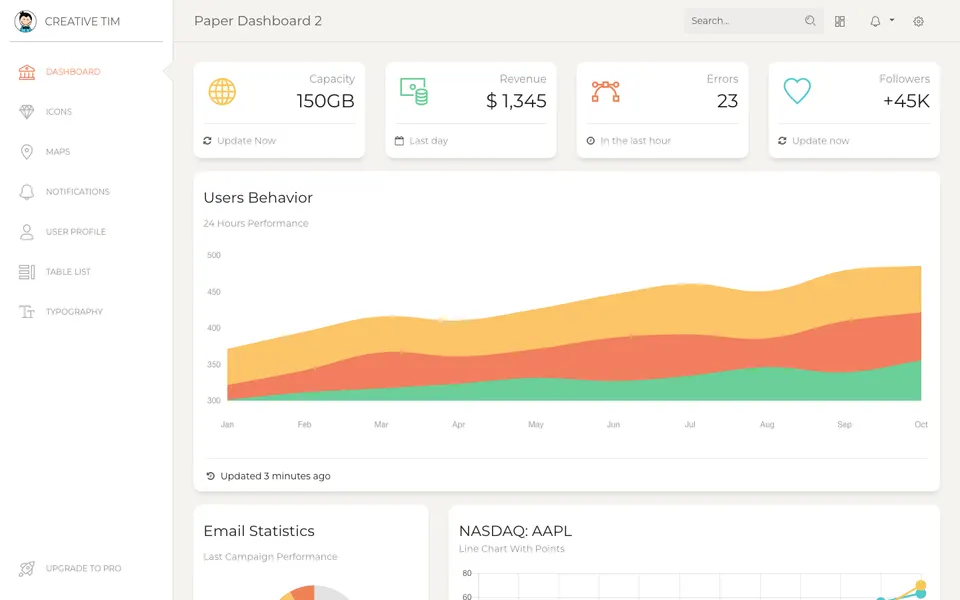 CREATIVE TIM
DASHBOARD
ICONS
MAPS
NOTIFICATIONS
USER PROFILE
TABLE LIST
TYPOGRAPHY
UPGRADE TO PRO
Paper Dashboard 2
Search...
Capacity
150GB
Update Now
Revenue
$ 1,345
Last day
Errors
23
In the last hour
Followers
+45K
Update now
Users Behavior
24 Hours Performance
500
450
400
350
300
Jan Feb Mar Apr May Jun Jul Aug Sep Oct
Updated 3 minutes ago
Email Statistics
Last Campaign Performance
NASDAQ: AAPL
Line Chart With Points
80
60